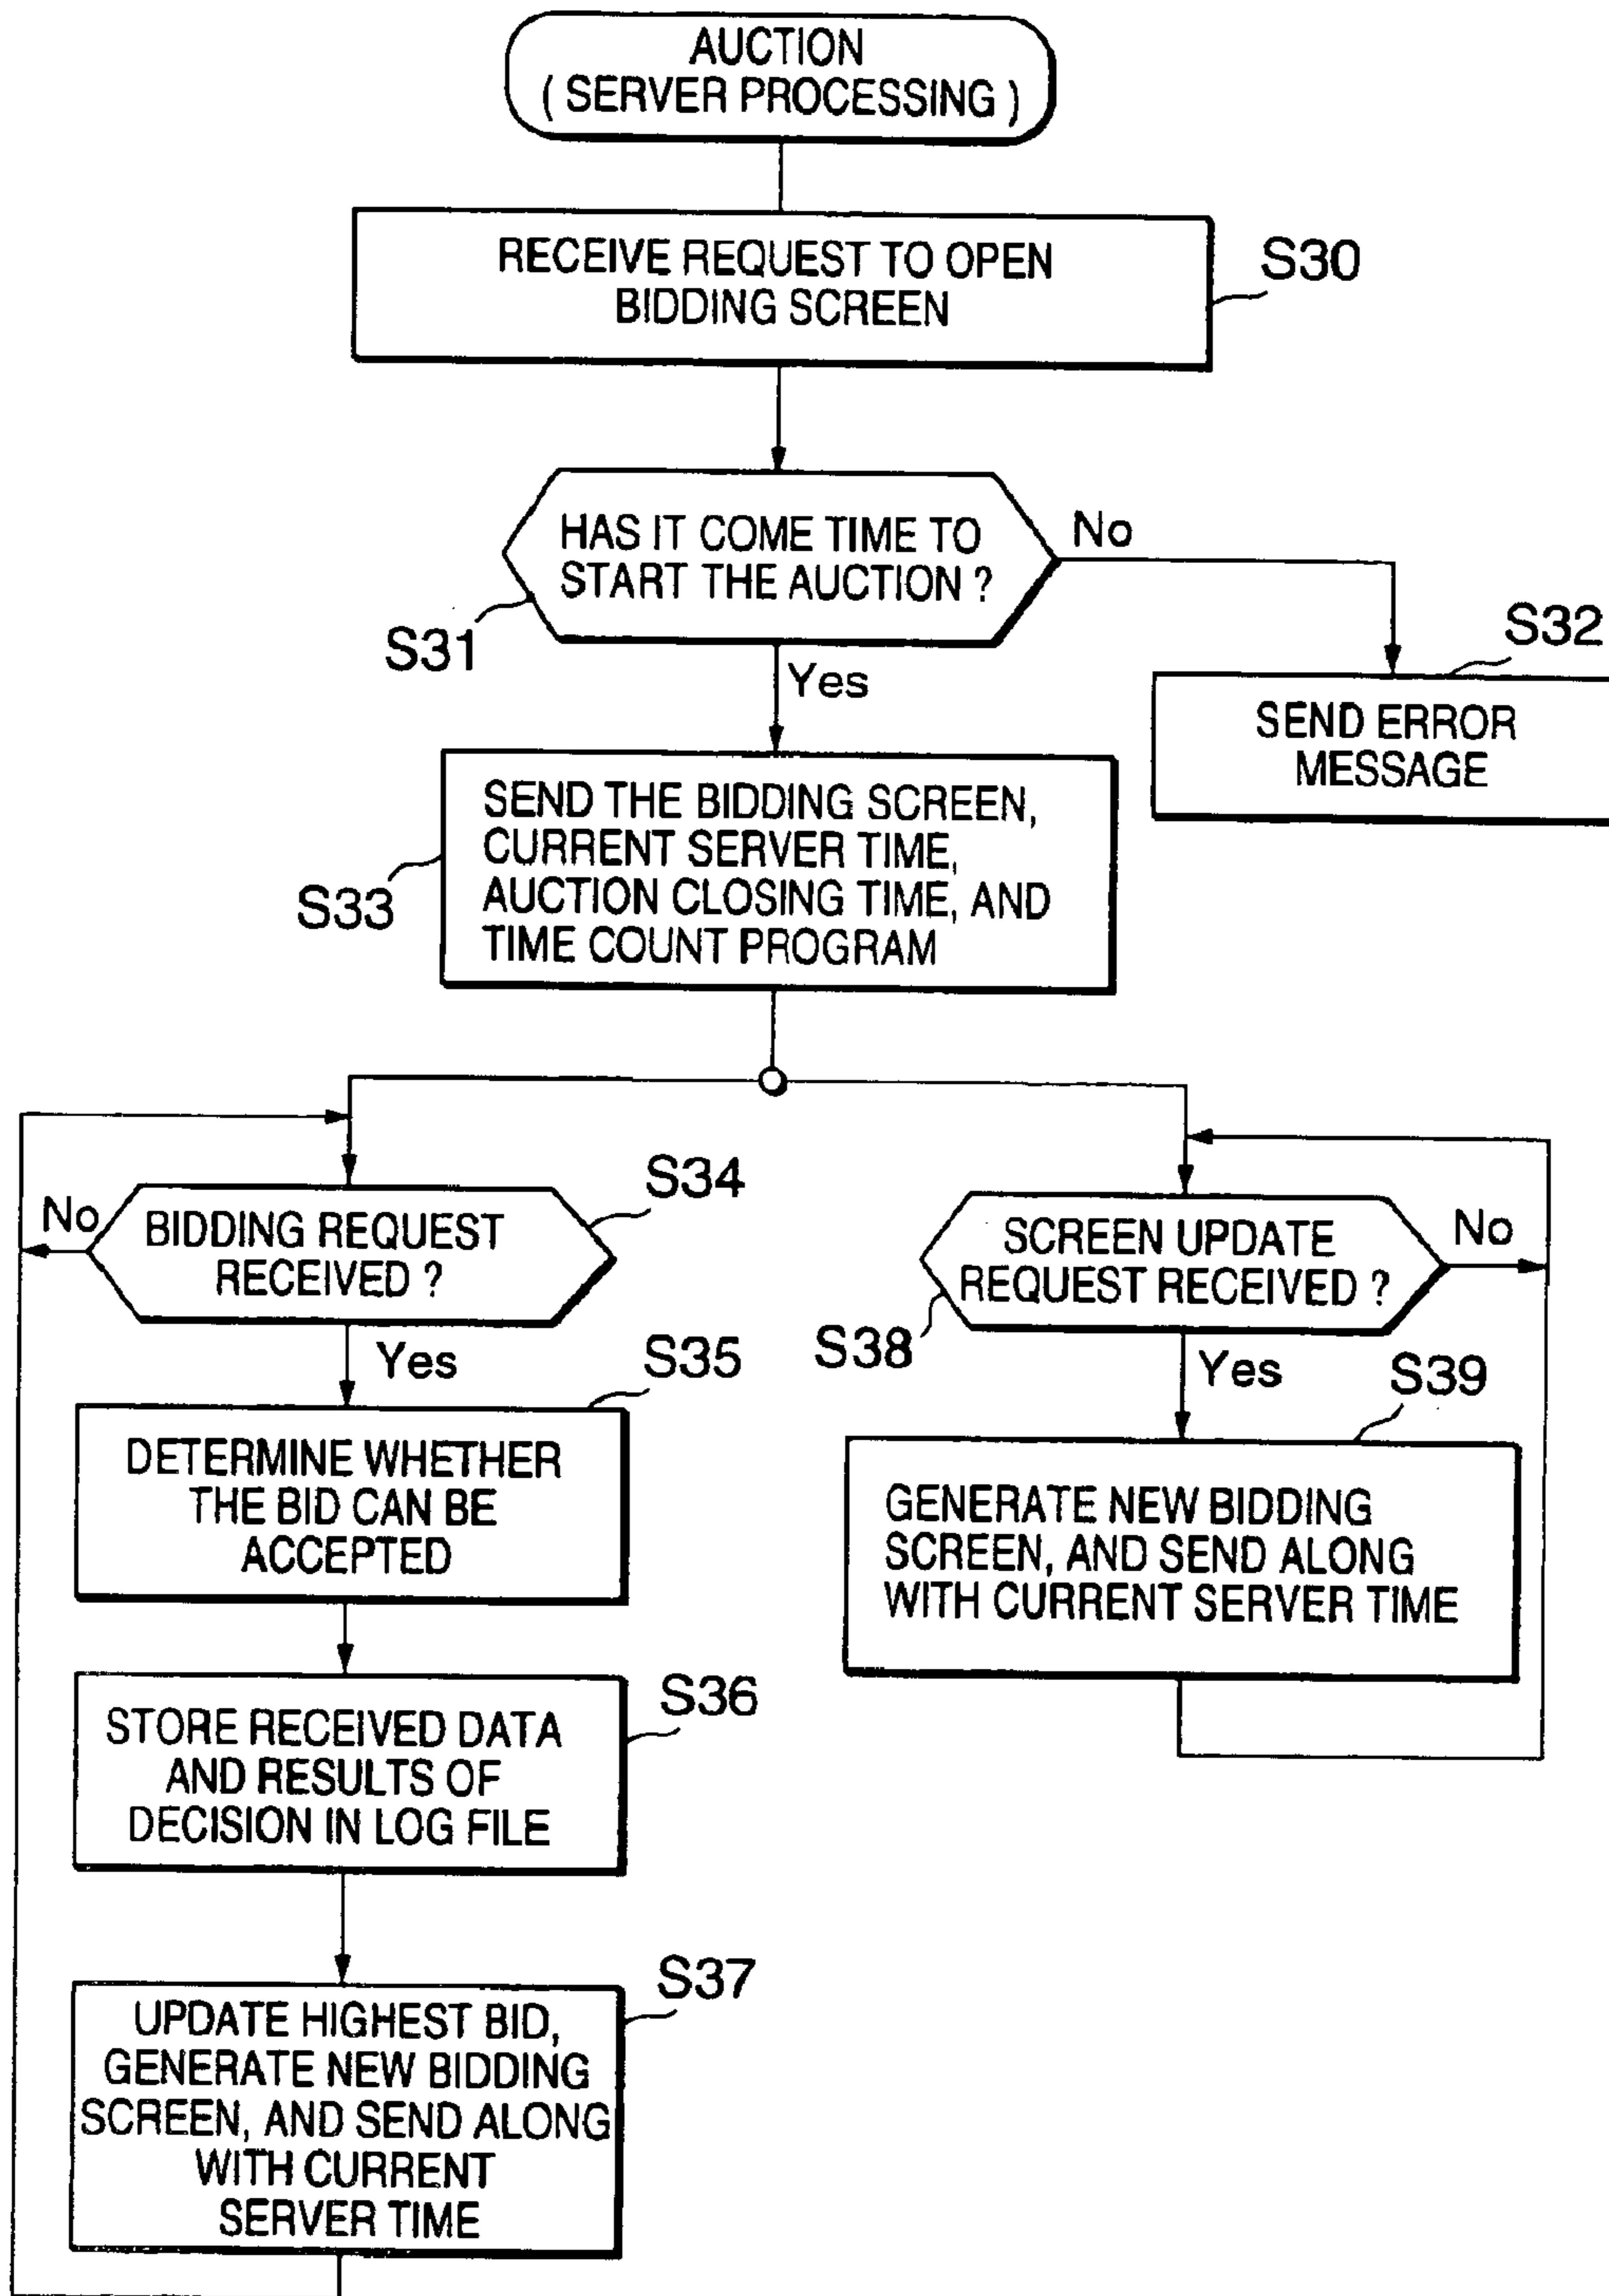 AUCTION
( SERVER PROCESSING )
RECEIVE REQUEST TO OPEN
BIDDING SCREEN
S30
HAS IT COME TIME TO
START THE AUCTION ?
No
S31
Yes
S32
SEND ERROR
MESSAGE
SEND THE BIDDING SCREEN,
CURRENT SERVER TIME,
AUCTION CLOSING TIME, AND
TIME COUNT PROGRAM
S33
S34
No
BIDDING REQUEST
RECEIVED ?
Yes
S35
DETERMINE WHETHER
THE BID CAN BE
ACCEPTED
S36
STORE RECEIVED DATA
AND RESULTS OF
DECISION IN LOG FILE
S37
UPDATE HIGHEST BID,
GENERATE NEW BIDDING
SCREEN, AND SEND ALONG
WITH CURRENT
SERVER TIME
SCREEN UPDATE
REQUEST RECEIVED ?
No
S38
Yes
S39
GENERATE NEW BIDDING
SCREEN, AND SEND ALONG
WITH CURRENT SERVER TIME